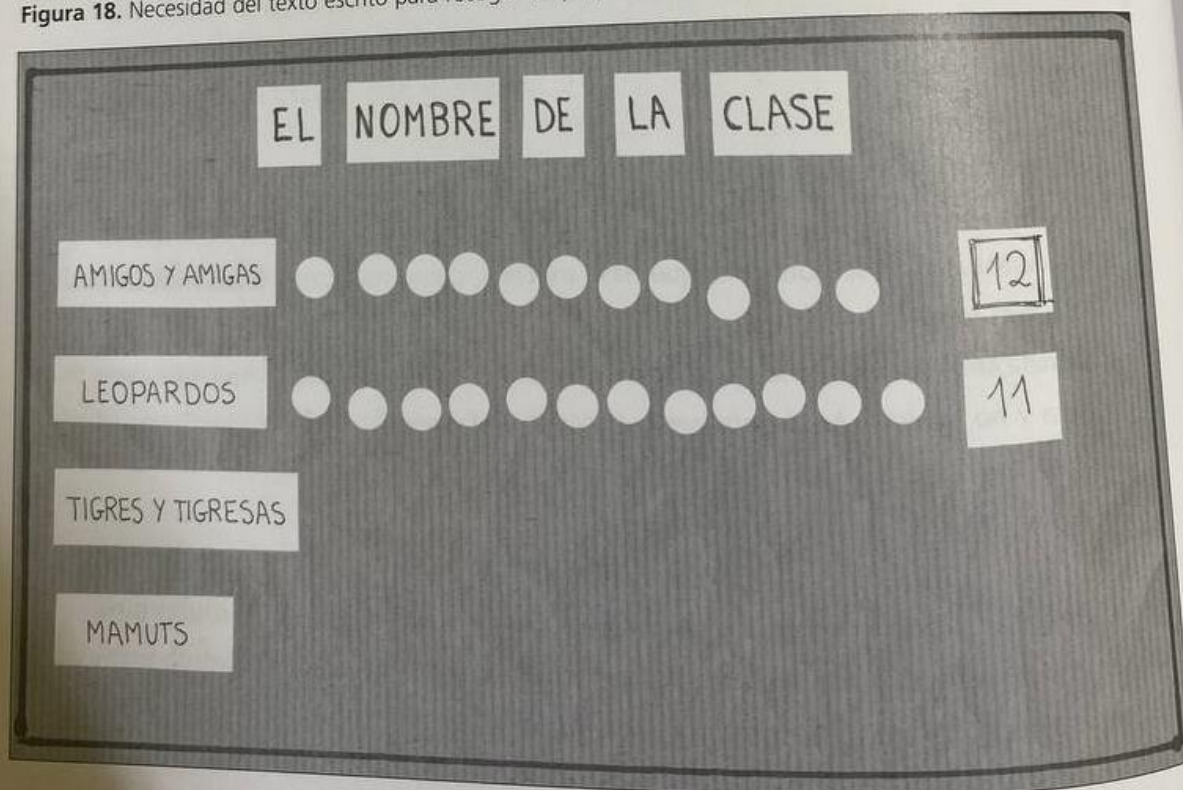 Figura 18. Necesidad del texto escrito para
EL NOMBRE DE LA CLASE
AMIGOS Y AMIGAS 12
LEOPARDOS 11
TIGRES Y TIGRESAS
MAMUTS